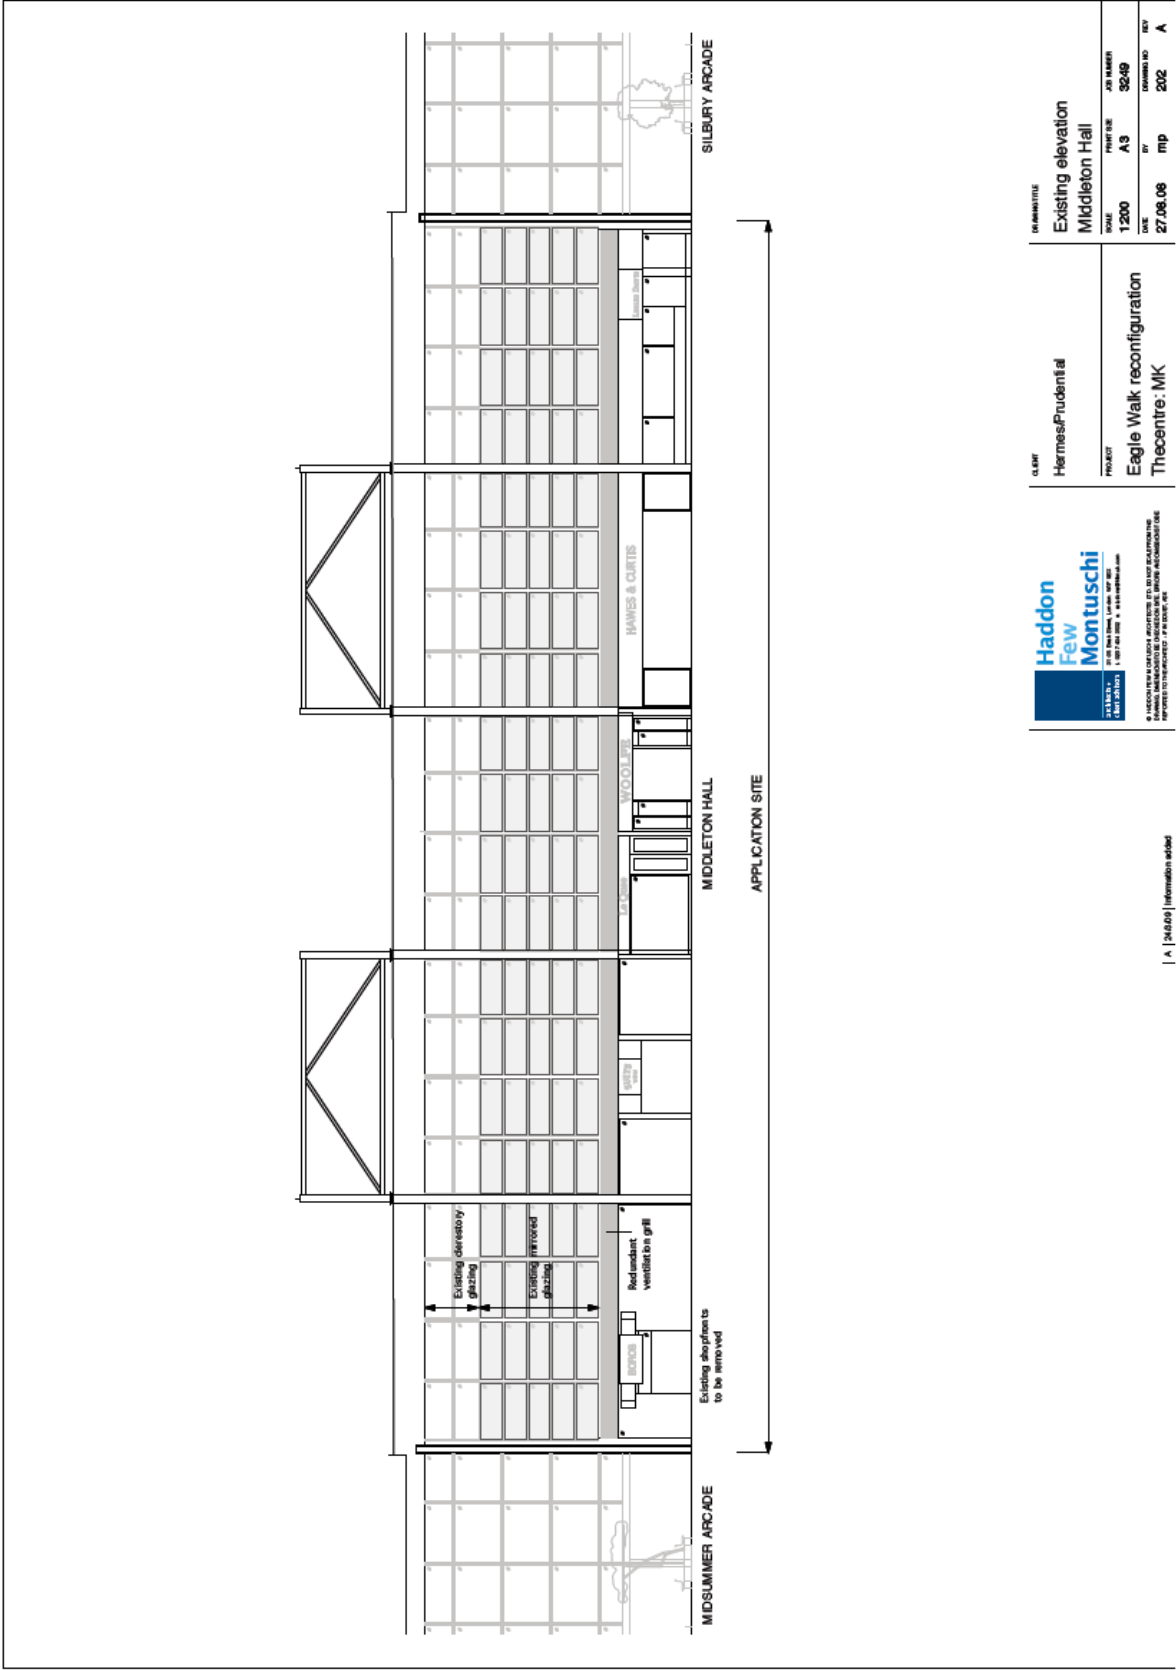 Existing clerestory
glazing
Existing mirrored
glazing
Redundant
ventilation grill
Existing shopfronts
to be removed
HAWES & CURTIS
WOOLFE
MIDSUMMER ARCADE
MIDDLETON HALL
SILBURY ARCADE
APPLICATION SITE
A 24.8.09 Information added
Haddon
Few
Montuschi
architects +
client advisers
CLIENT
Hermes/Prudential
PROJECT
Eagle Walk reconfiguration
Thecentre: MK
DRAWING TITLE
Existing elevation
Middleton Hall
SCALE PRINT SIZE JOB NUMBER
1200 A3 3249
DATE BY DRAWING NO REV
27.08.08 mp 202 A